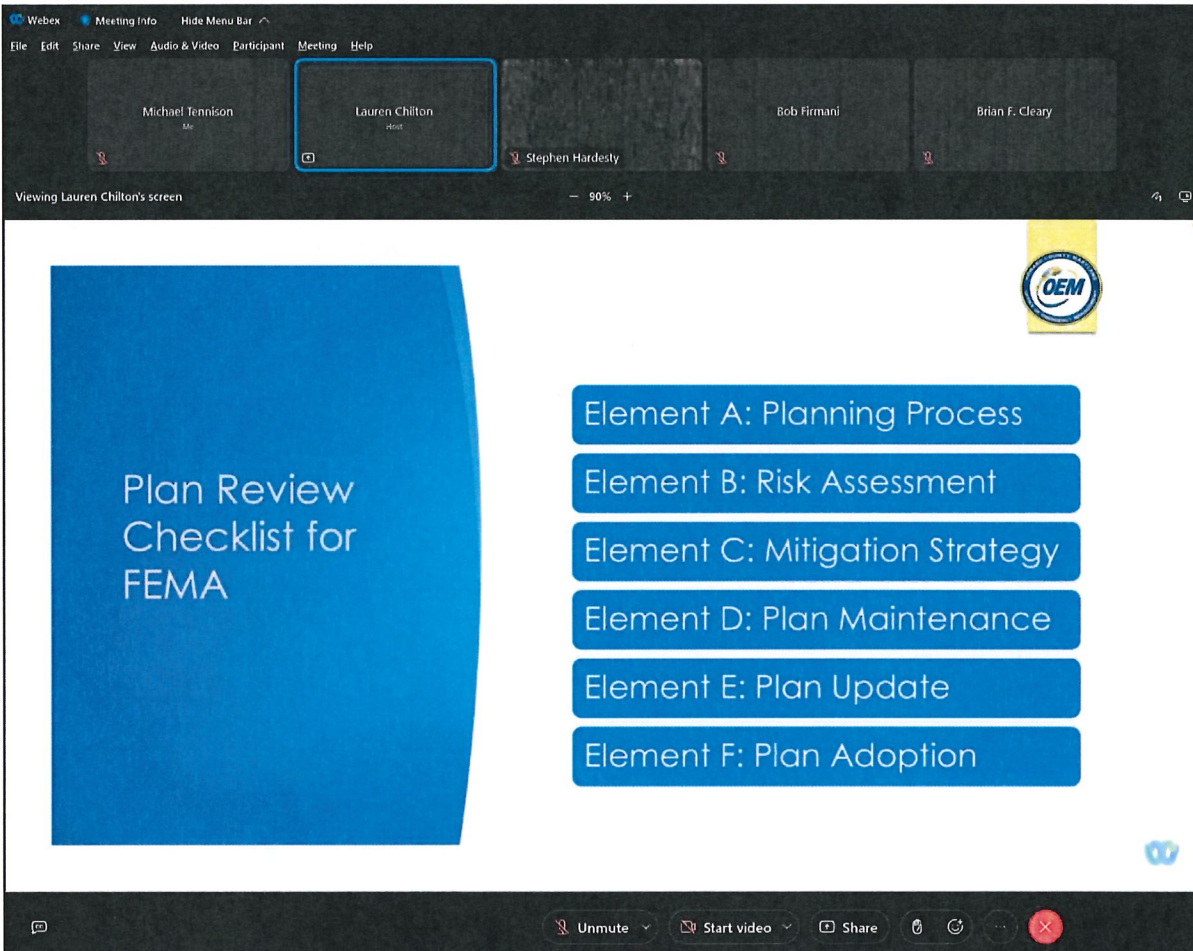 Webex Meeting Info Hide Menu Bar
File Edit Share View Audio & Video Participant Meeting Help
Michael Tennison
Me
Lauren Chilton
Host
Stephen Hardesty
Bob Firmani
Brian F. Cleary
Viewing Lauren Chilton's screen
90%
OEM
Plan Review
Checklist for
FEMA
Element A: Planning Process
Element B: Risk Assessment
Element C: Mitigation Strategy
Element D: Plan Maintenance
Element E: Plan Update
Element F: Plan Adoption
Unmute Start video Share